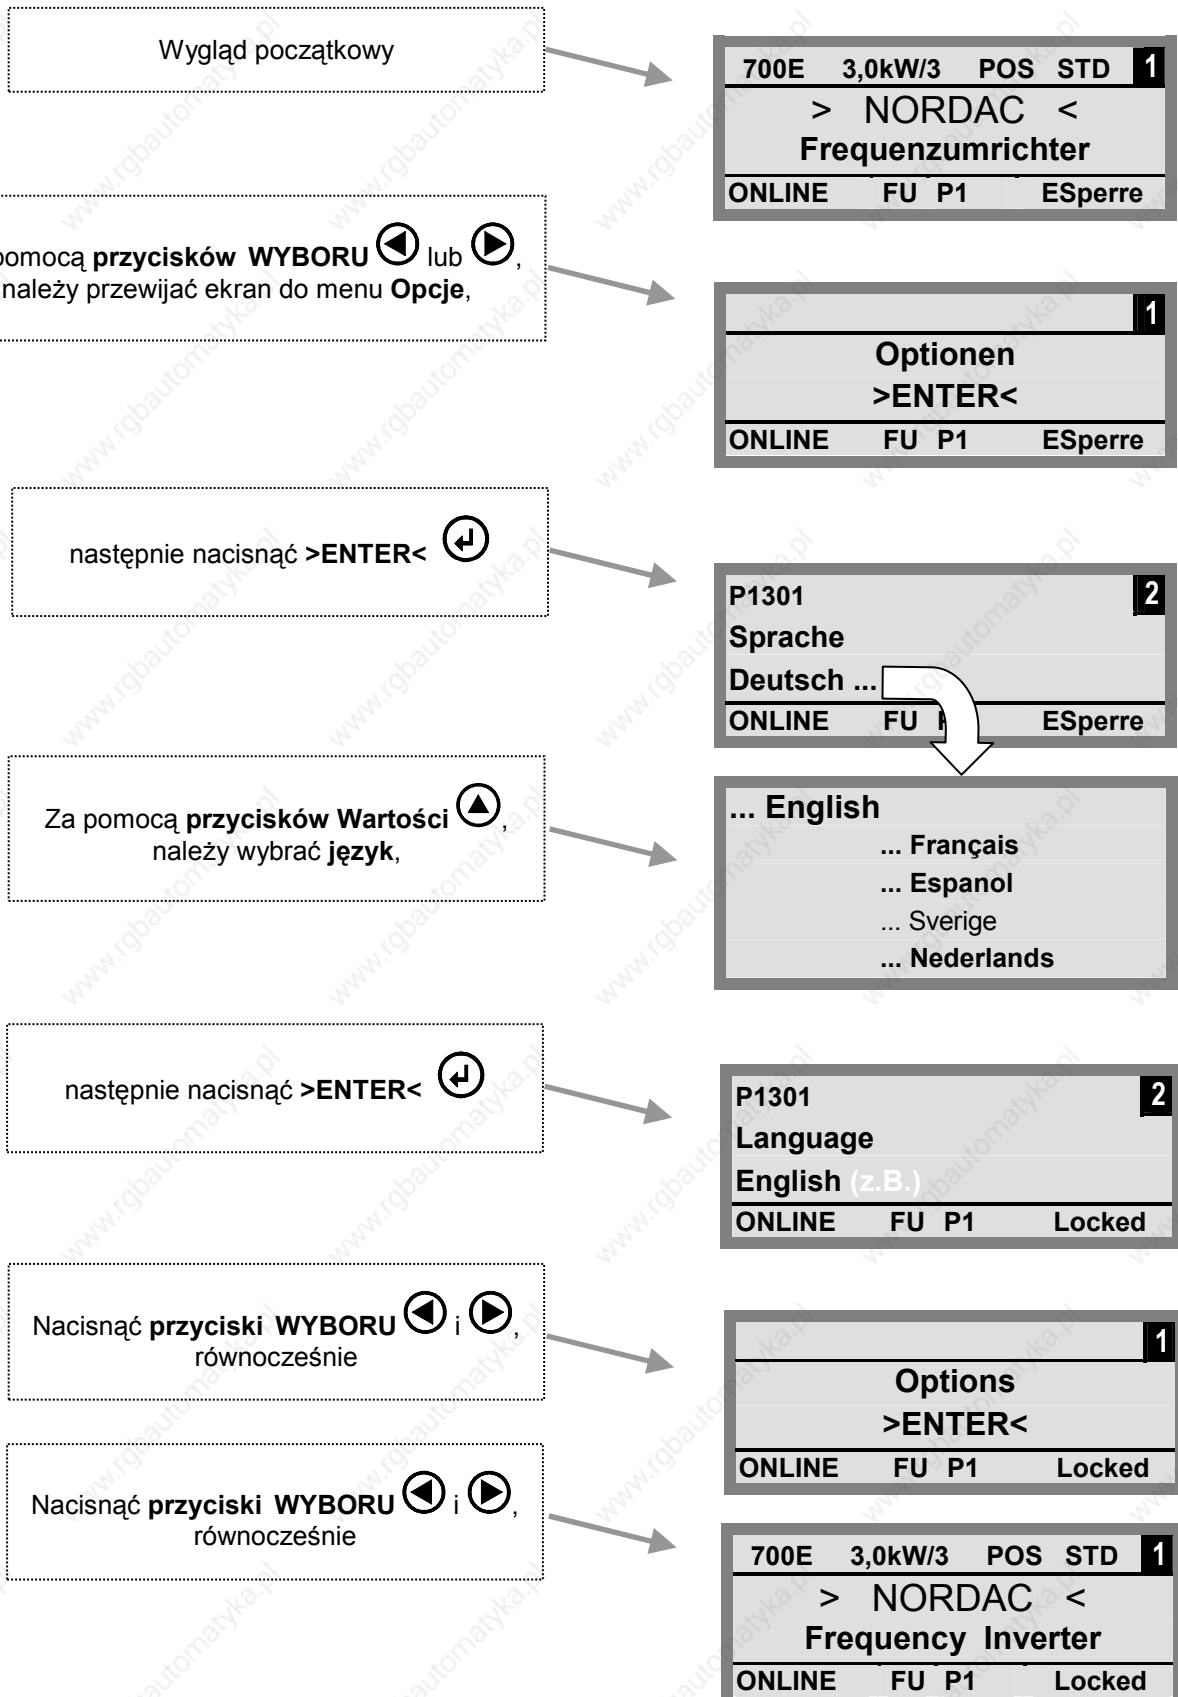 Wygląd początkowy
700E 3,0kW/3 POS STD 1
> NORDAC <
Frequenzumrichter
ONLINE FU P1 ESperre
pomocą przycisków WYBORU lub ,
należy przewijać ekran do menu Opcje,
1
Optionen
>ENTER<
ONLINE FU P1 ESperre
następnie nacisnąć >ENTER<
P1301 2
Sprache
Deutsch ...
ONLINE FU ESperre
Za pomocą przycisków Wartości ,
należy wybrać język,
... English
... Français
... Espanol
... Sverige
... Nederlands
następnie nacisnąć >ENTER<
P1301 2
Language
English (z.B.)
ONLINE FU P1 Locked
Nacisnąć przyciski WYBORU i ,
równocześnie
1
Options
>ENTER<
ONLINE FU P1 Locked
Nacisnąć przyciski WYBORU i ,
równocześnie
700E 3,0kW/3 POS STD 1
> NORDAC <
Frequency Inverter
ONLINE FU P1 Locked
www.rgbautomatyka.pl